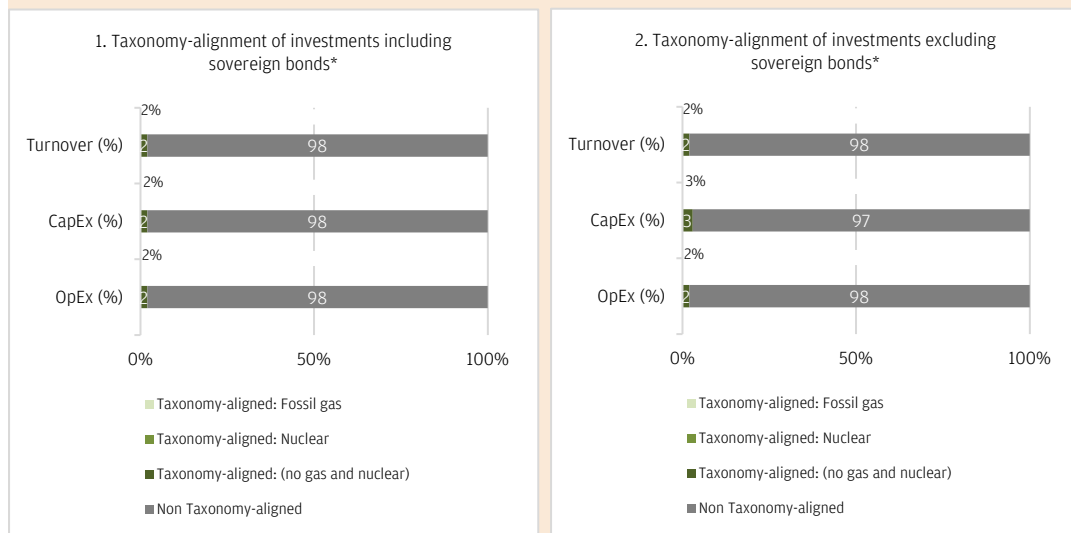 1. Taxonomy-alignment of investments including
sovereign bonds*
2%
Turnover (%)
2
98
2%
CapEx (%)
2
98
2%
OpEx (%)
2
98
0%
50%
100%
Taxonomy-aligned: Fossil gas
Taxonomy-aligned: Nuclear
Taxonomy-aligned: (no gas and nuclear)
Non Taxonomy-aligned
2. Taxonomy-alignment of investments excluding
sovereign bonds*
2%
Turnover (%)
2
98
3%
CapEx (%)
3
97
2%
OpEx (%)
2
98
0%
50%
100%
Taxonomy-aligned: Fossil gas
Taxonomy-aligned: Nuclear
Taxonomy-aligned: (no gas and nuclear)
Non Taxonomy-aligned